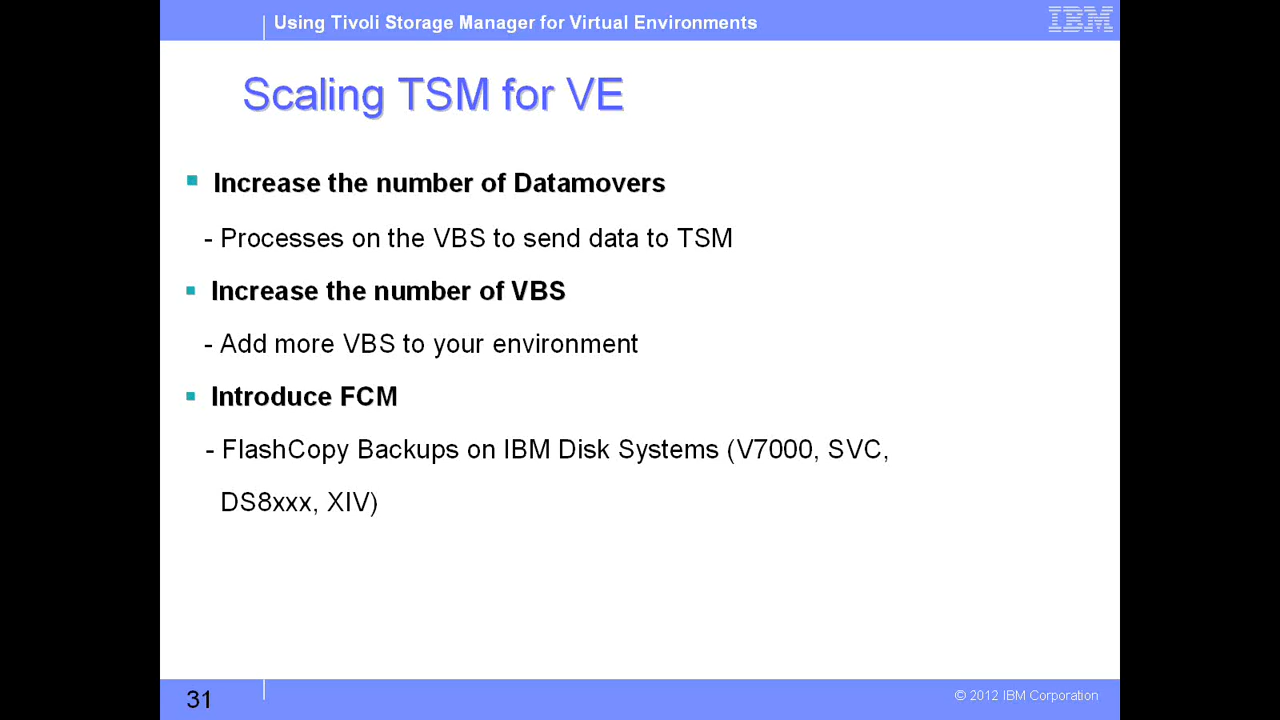 Using Tivoli Storage Manager for Virtual Environments
IBM
Scaling TSM for VE
Increase the number of Datamovers
- Processes on the VBS to send data to TSM
Increase the number of VBS
- Add more VBS to your environment
Introduce FCM
- FlashCopy Backups on IBM Disk Systems (V7000, SVC,
DS8xxx, XIV)
31
© 2012 IBM Corporation